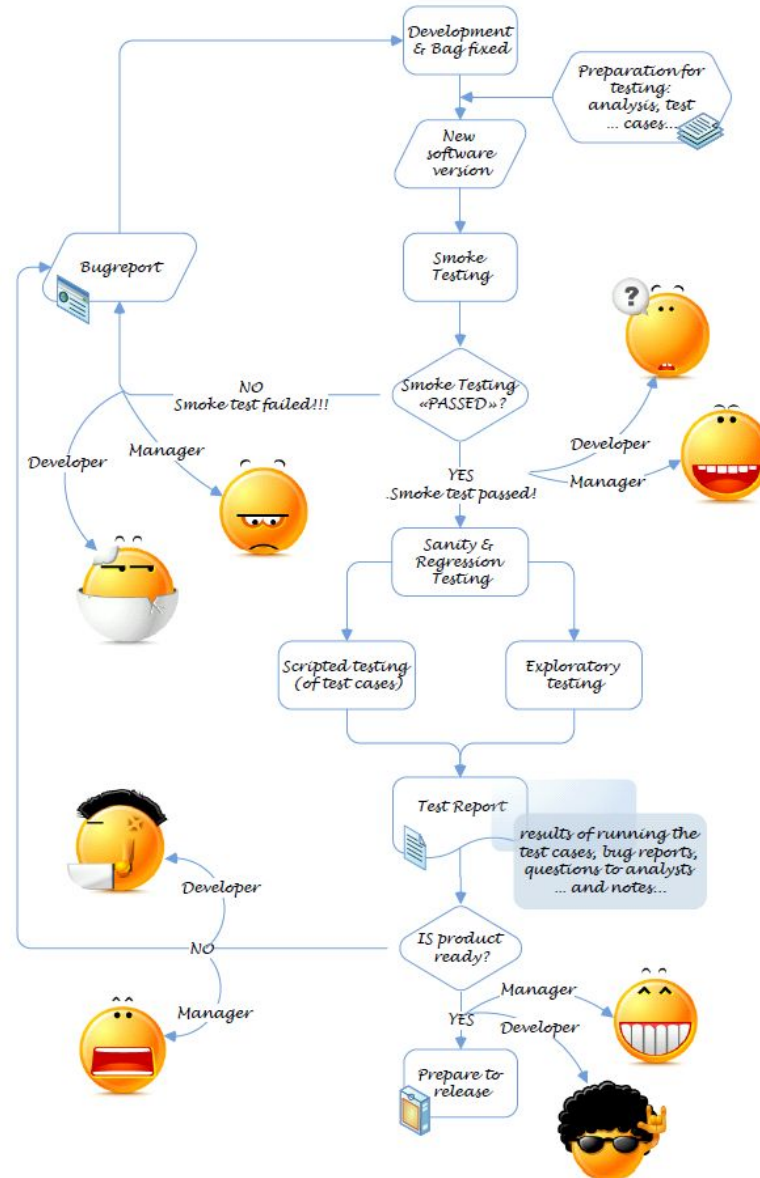 Development
& Bag fixed
Preparation for
testing:
analysis, test
... cases...
New
software
version
Smoke
Testing
Bugreport
?
Smoke Testing
«PASSED»?
NO
Smoke test failed!!!
Developer
Manager
Developer
Manager
YES
.Smoke test passed!
Sanity &
Regression
Testing
Scripted testing
(of test cases)
Exploratory
testing
Test Report
results of running the
test cases, bug reports,
questions to analysts
... and notes...
Developer
NO
Manager
IS product
ready?
Manager
YES
Developer
Prepare to
release